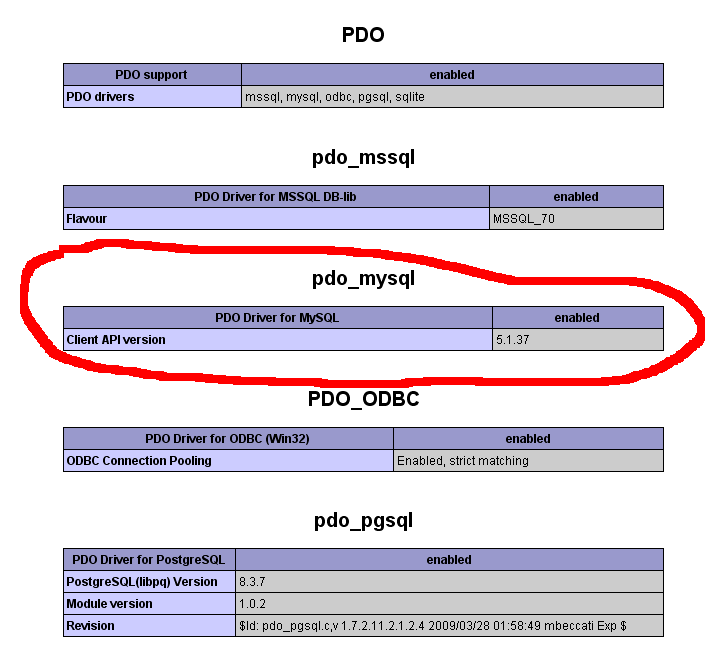 PDO
PDO support enabled
PDO drivers mssql, mysql, odbc, pgsql, sqlite
pdo_mssql
PDO Driver for MSSQL DB-lib enabled
Flavour MSSQL_70
pdo_mysql
PDO Driver for MySQL enabled
Client API version 5.1.37
PDO_ODBC
PDO Driver for ODBC (Win32) enabled
ODBC Connection Pooling Enabled, strict matching
pdo_pgsql
PDO Driver for PostgreSQL enabled
PostgreSQL(libpq) Version 8.3.7
Module version 1.0.2
Revision $Id: pdo_pgsql.c,v 1.7.2.11.2.1.2.4 2009/03/28 01:58:49 mbeccati Exp $